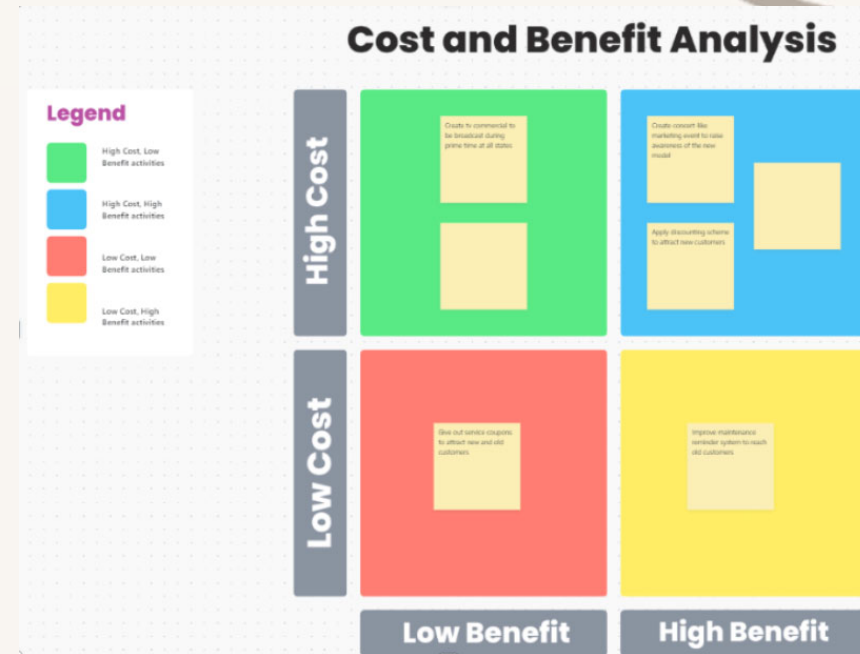 Cost and Benefit Analysis
Legend
High Cost, Low
Benefit activities
High Cost, High
Benefit activities
Low Cost, Low
Benefit activities
Low Cost, High
Benefit activities
High Cost
Create tv commercial to
be broadcast during
prime time at all states
Create concert-like
marketing event to raise
awareness of the new
model
Apply discounting scheme
to attract new customers
Low Cost
Give out service coupons
to attract new and old
customers
Improve maintenance
reminder system to reach
old customers
Low Benefit
High Benefit